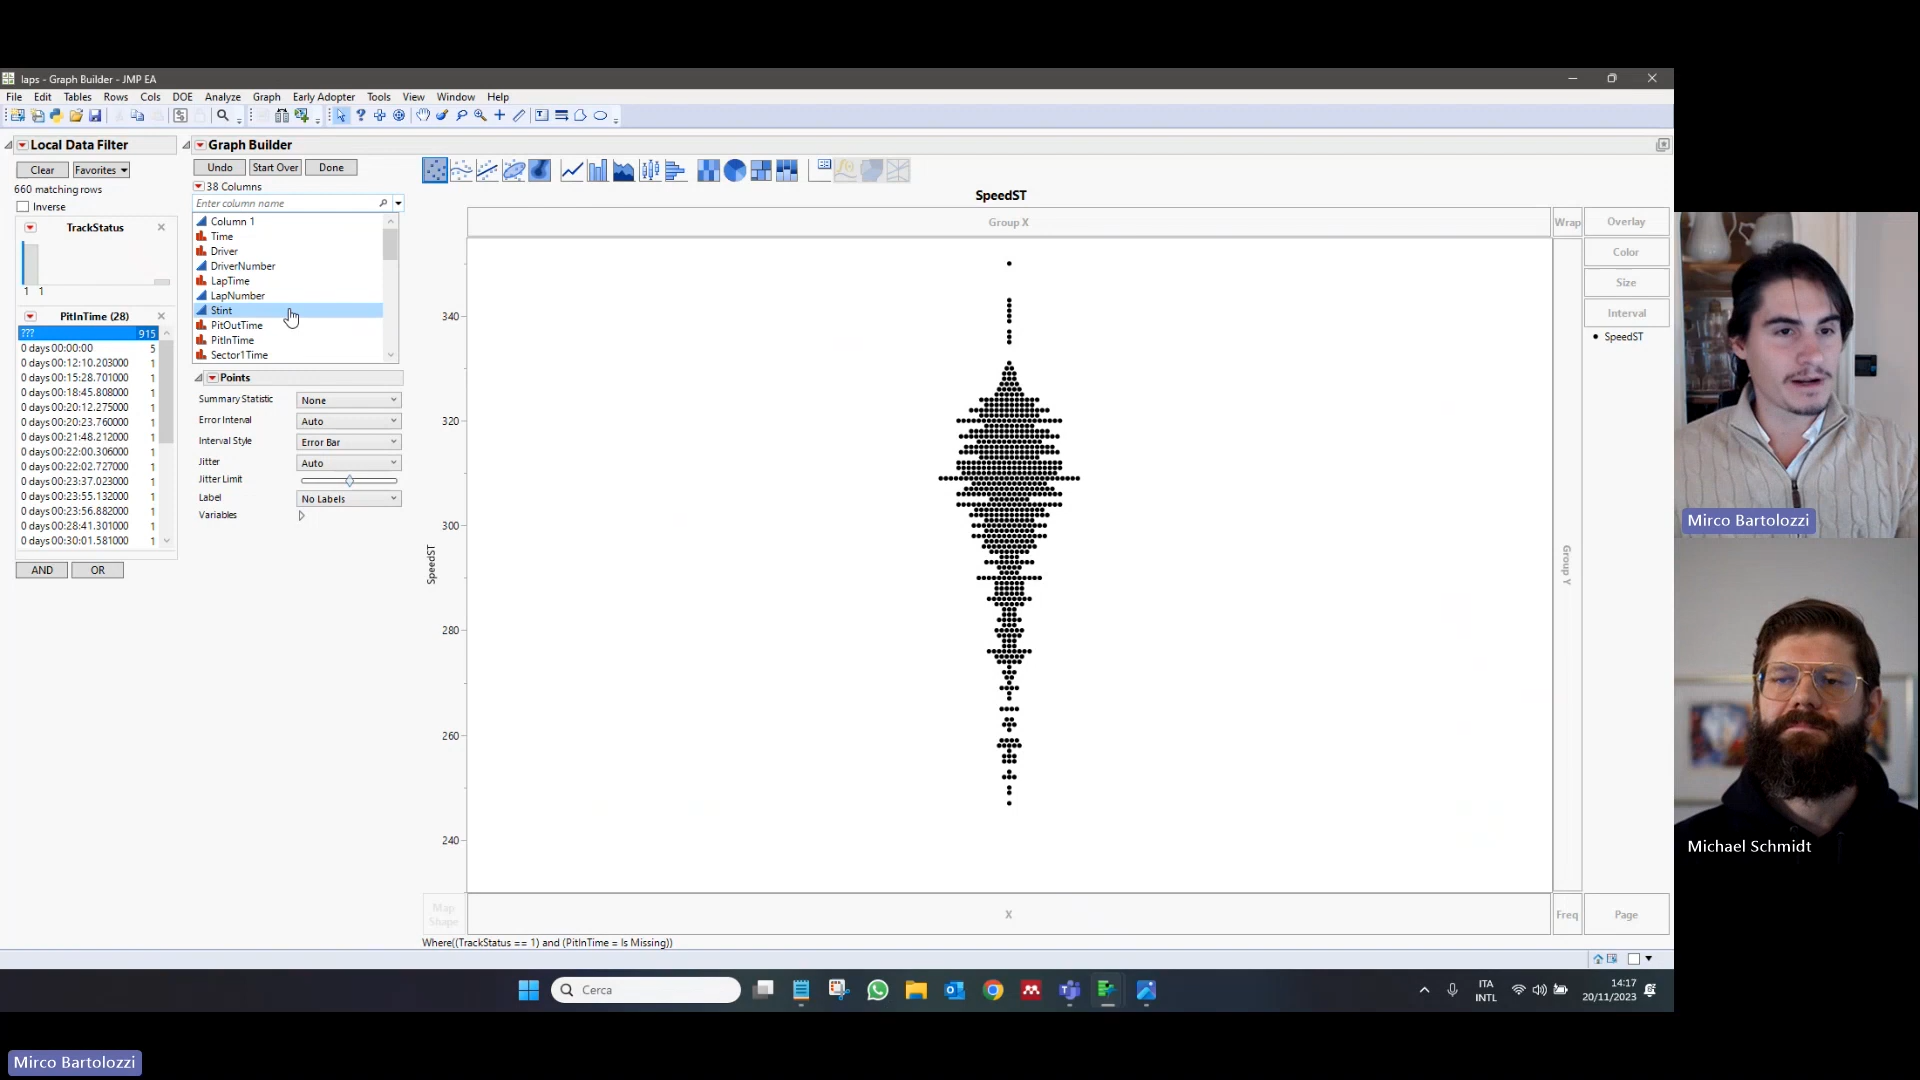 laps - Graph Builder - JMP EA
File Edit Tables Rows Cols DOE Analyze Graph Early Adopter Tools View Window Help
Local Data Filter
Clear Favorites
660 matching rows
Inverse
TrackStatus
1 1
PitInTime (28)
??? 915
0 days 00:00:00 5
0 days 00:12:10.203000 1
0 days 00:15:28.701000 1
0 days 00:18:45.808000 1
0 days 00:20:12.275000 1
0 days 00:20:23.760000 1
0 days 00:21:48.212000 1
0 days 00:22:00.306000 1
0 days 00:22:02.727000 1
0 days 00:23:37.023000 1
0 days 00:23:55.132000 1
0 days 00:23:56.882000 1
0 days 00:28:41.301000 1
0 days 00:30:01.581000 1
AND OR
Graph Builder
Undo Start Over Done
38 Columns
Enter column name
Column 1
Time
Driver
DriverNumber
LapTime
LapNumber
Stint
PitOutTime
PitInTime
Sector1Time
Points
Summary Statistic None
Error Interval Auto
Interval Style Error Bar
Jitter Auto
Jitter Limit
Label No Labels
Variables
SpeedST
Group X
Wrap
Overlay
Color
Size
Interval
SpeedST
340
320
300
280
260
240
SpeedST
Group Y
Map
Shape
X
Freq
Page
Where((TrackStatus == 1) and (PitInTime = Is Missing))
Cerca
ITA
INTL
14:17
20/11/2023
Mirco Bartolozzi
Michael Schmidt
Mirco Bartolozzi